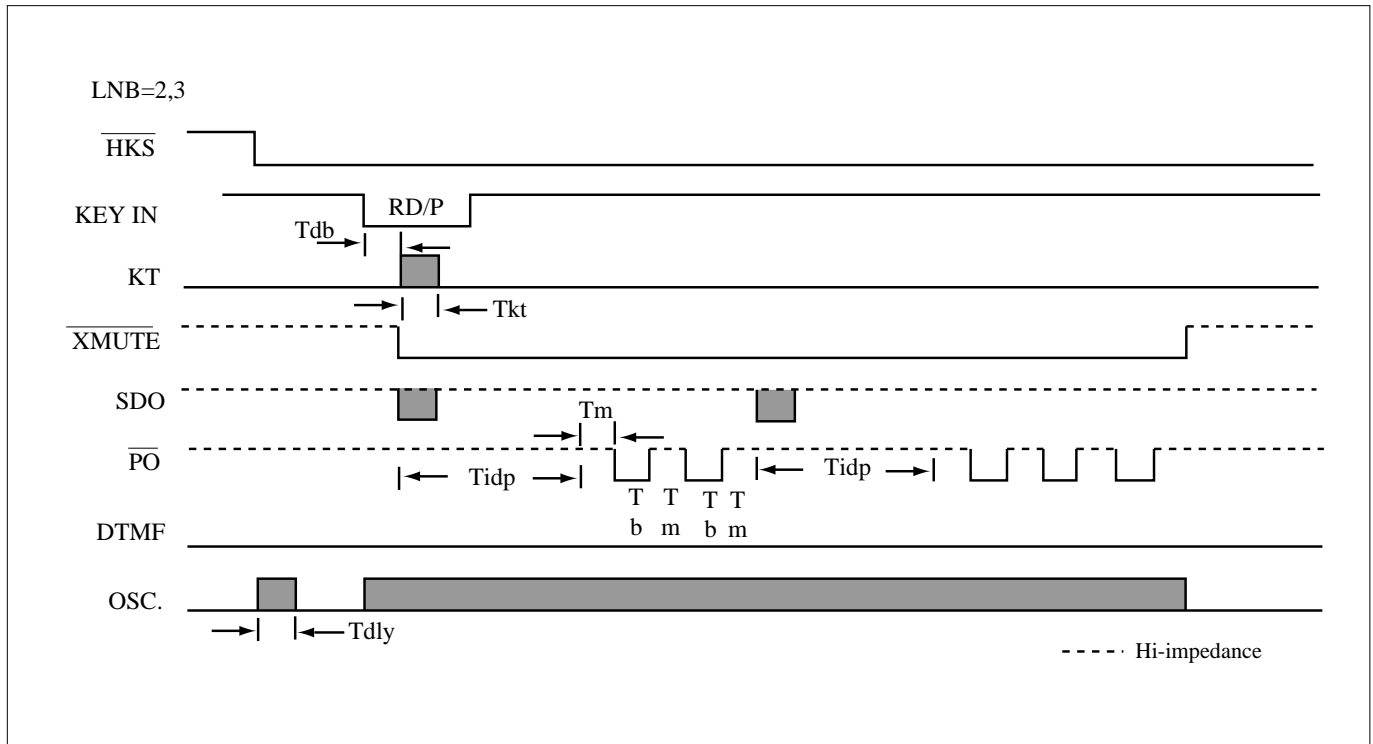 LNB=2,3
HKS
KEY IN
RD/P
Tdb
KT
Tkt
XMUTE
SDO
Tm
PO
Tidp
Tidp
T T T T
b m b m
DTMF
OSC.
Tdly
Hi-impedance